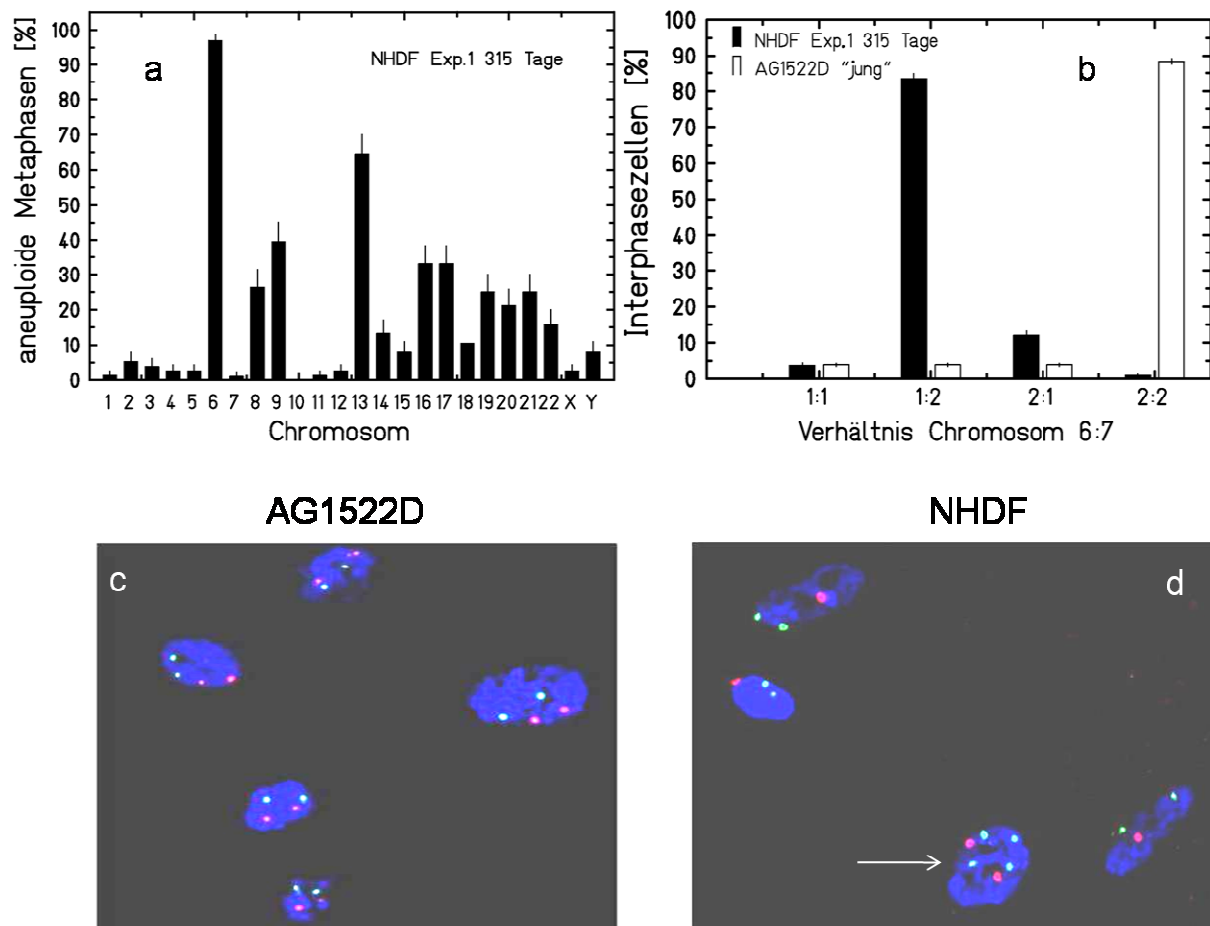 aneuploide Metaphasen [%]
100
90
80
70
60
50
40
30
20
10
0
a
NHDF Exp.1 315 Tage
1 2 3 4 5 6 7 8 9 10 11 12 13 14 15 16 17 18 19 20 2122 X Y
Chromosom
Interphasezellen [%]
100
90
80
70
60
50
40
30
20
10
0
NHDF Exp.1 315 Tage
AG1522D "jung"
b
1:1 1:2 2:1 2:2
Verhältnis Chromosom 6:7
AG1522D
NHDF
c
d